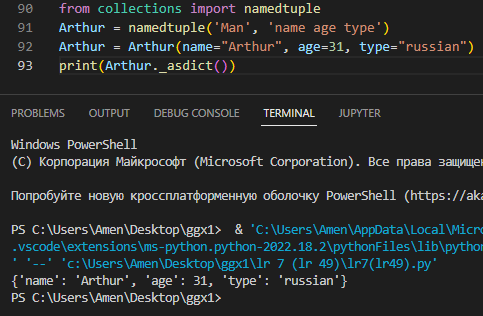 90 from collections import namedtuple
91 Arthur = namedtuple('Man', 'name age type')
92 Arthur = Arthur(name="Arthur", age=31, type="russian")
93 print(Arthur._asdict())
PROBLEMS OUTPUT DEBUG CONSOLE TERMINAL JUPYTER
Windows PowerShell
(C) Корпорация Майкрософт (Microsoft Corporation). Все права защищен
Попробуйте новую кроссплатформенную оболочку PowerShell (https://aka
PS C:\Users\Amen\Desktop\ggx1> & 'C:\Users\Amen\AppData\Local\Micro
.vscode\extensions\ms-python.python-2022.18.2\pythonFiles\lib\python
' '--' 'c:\Users\Amen\Desktop\ggx1\lr 7 (lr 49)\lr7(lr49).py'
{'name': 'Arthur', 'age': 31, 'type': 'russian'}
PS C:\Users\Amen\Desktop\ggx1>